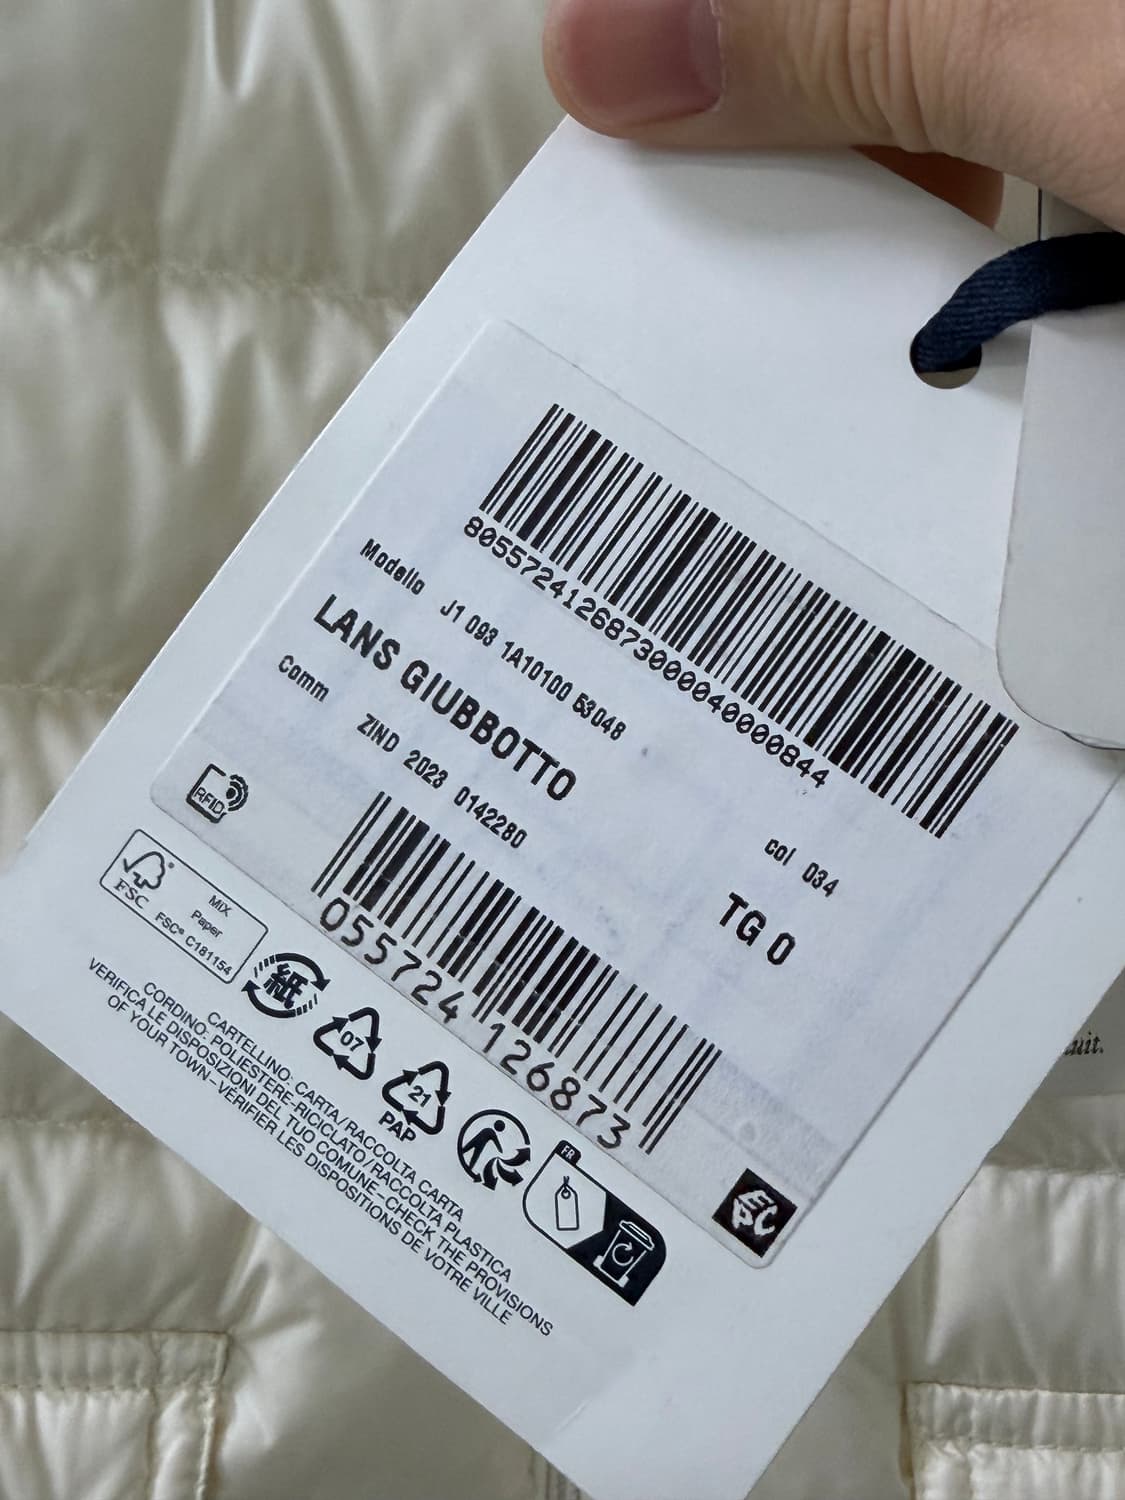 8055724126873000040000844
Modello J1 093 1A10100 53048
LANS GIUBBOTTO
col 034
Comm ZIND 2023 0142280
TG 0
RFID
055724 126873
FSC
MIX
Paper
FSC® C181154
紙
07
21
PAP
FR
EPC
CARTELLINO: CARTA/RACCOLTA CARTA
CORDINO: POLIESTERE-RICICLATO/RACCOLTA PLASTICA
VERIFICA LE DISPOSIZIONI DEL TUO COMUNE-CHECK THE PROVISIONS
OF YOUR TOWN-VÉRIFIER LES DISPOSITIONS DE VOTRE VILLE